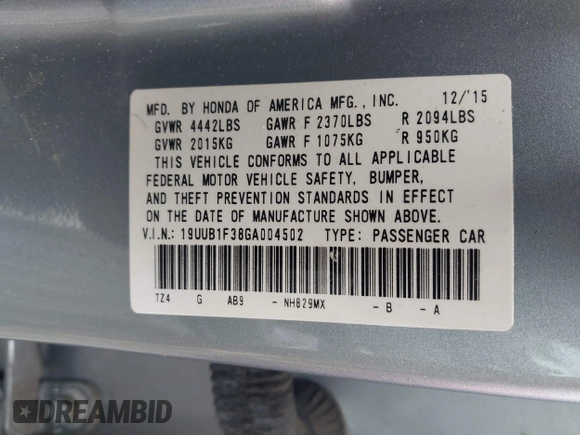 MFD. BY HONDA OF AMERICA MFG., INC. 12/'15
GVWR 4442LBS GAWR F 2370LBS R 2094LBS
GVWR 2015KG GAWR F 1075KG R 950KG
THIS VEHICLE CONFORMS TO ALL APPLICABLE
FEDERAL MOTOR VEHICLE SAFETY, BUMPER,
AND THEFT PREVENTION STANDARDS IN EFFECT
ON THE DATE OF MANUFACTURE SHOWN ABOVE.
V.I.N.: 19UUB1F38GA004502 TYPE: PASSENGER CAR
TZ4 G AB9 - NH829MX - B - A
DREAMBID